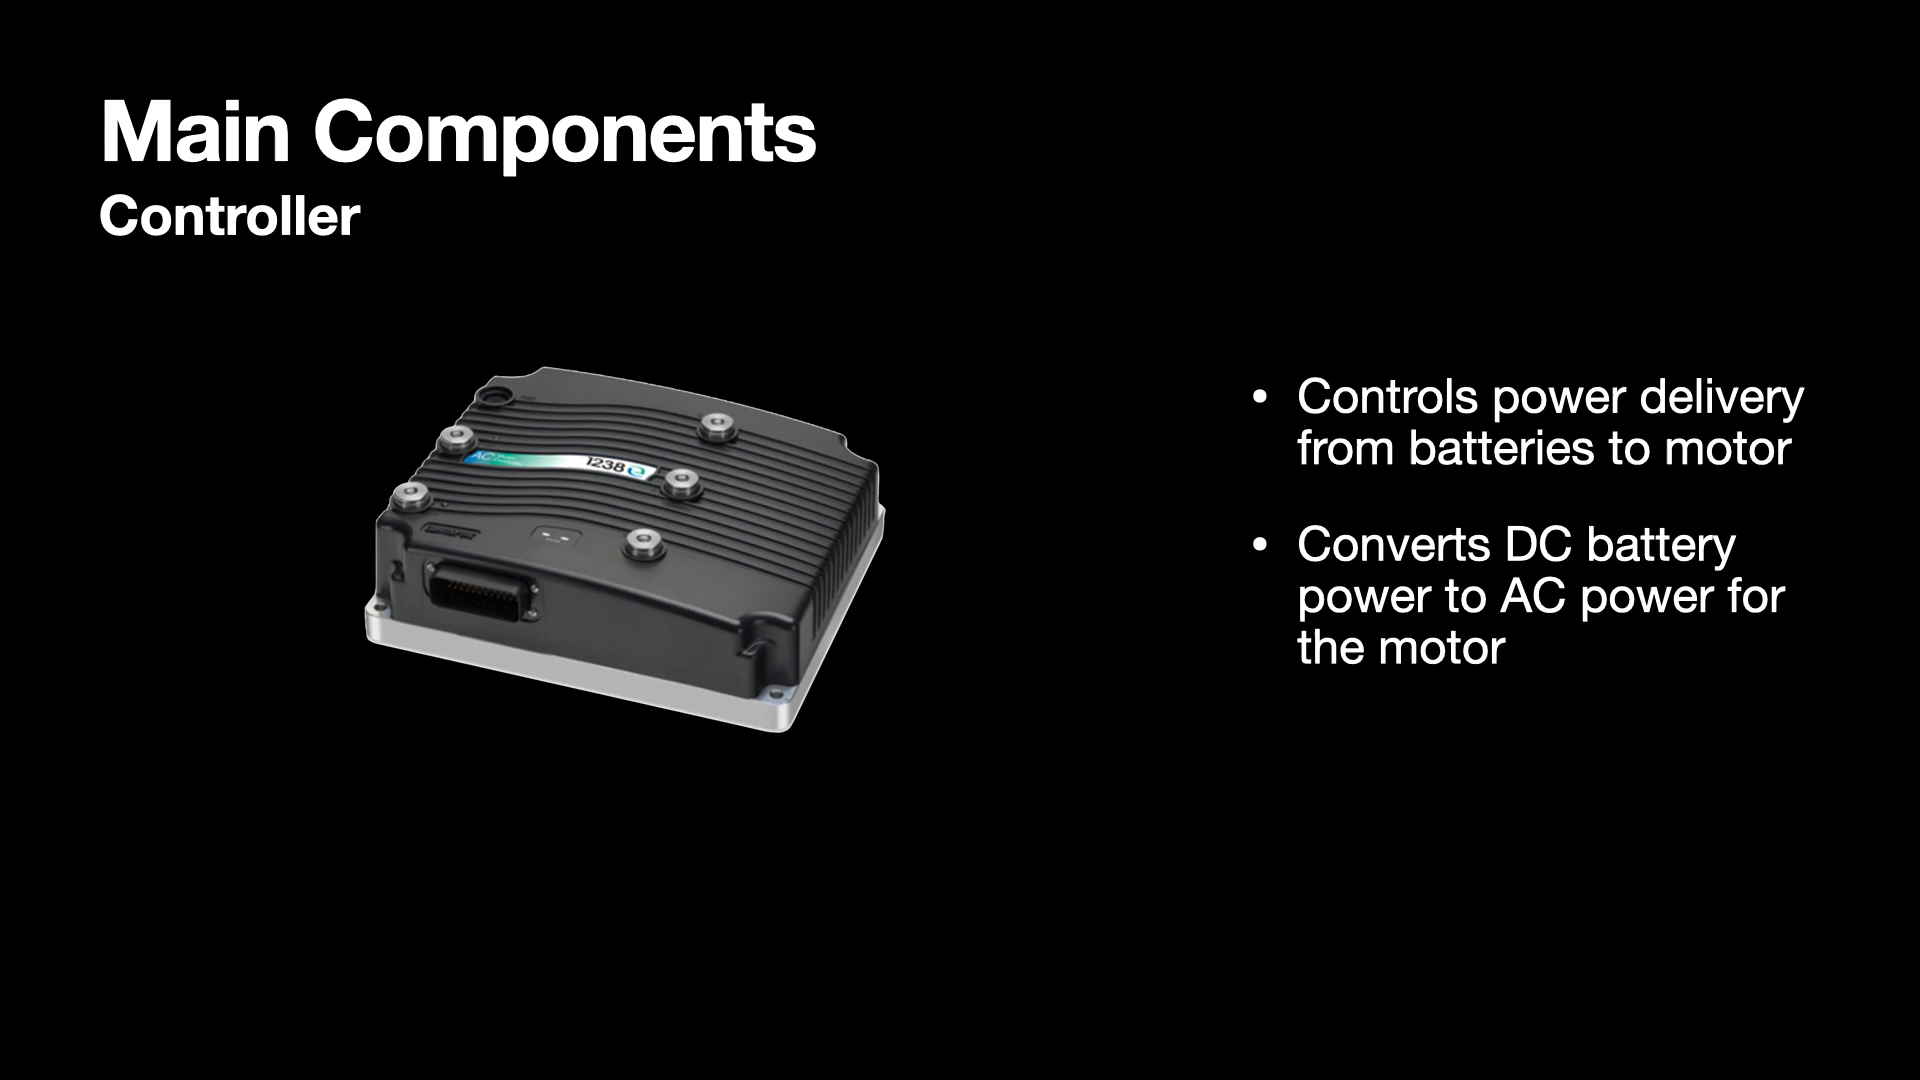 Main Components
Controller
• Controls power delivery
from batteries to motor
• Converts DC battery
power to AC power for
the motor
AC
1238